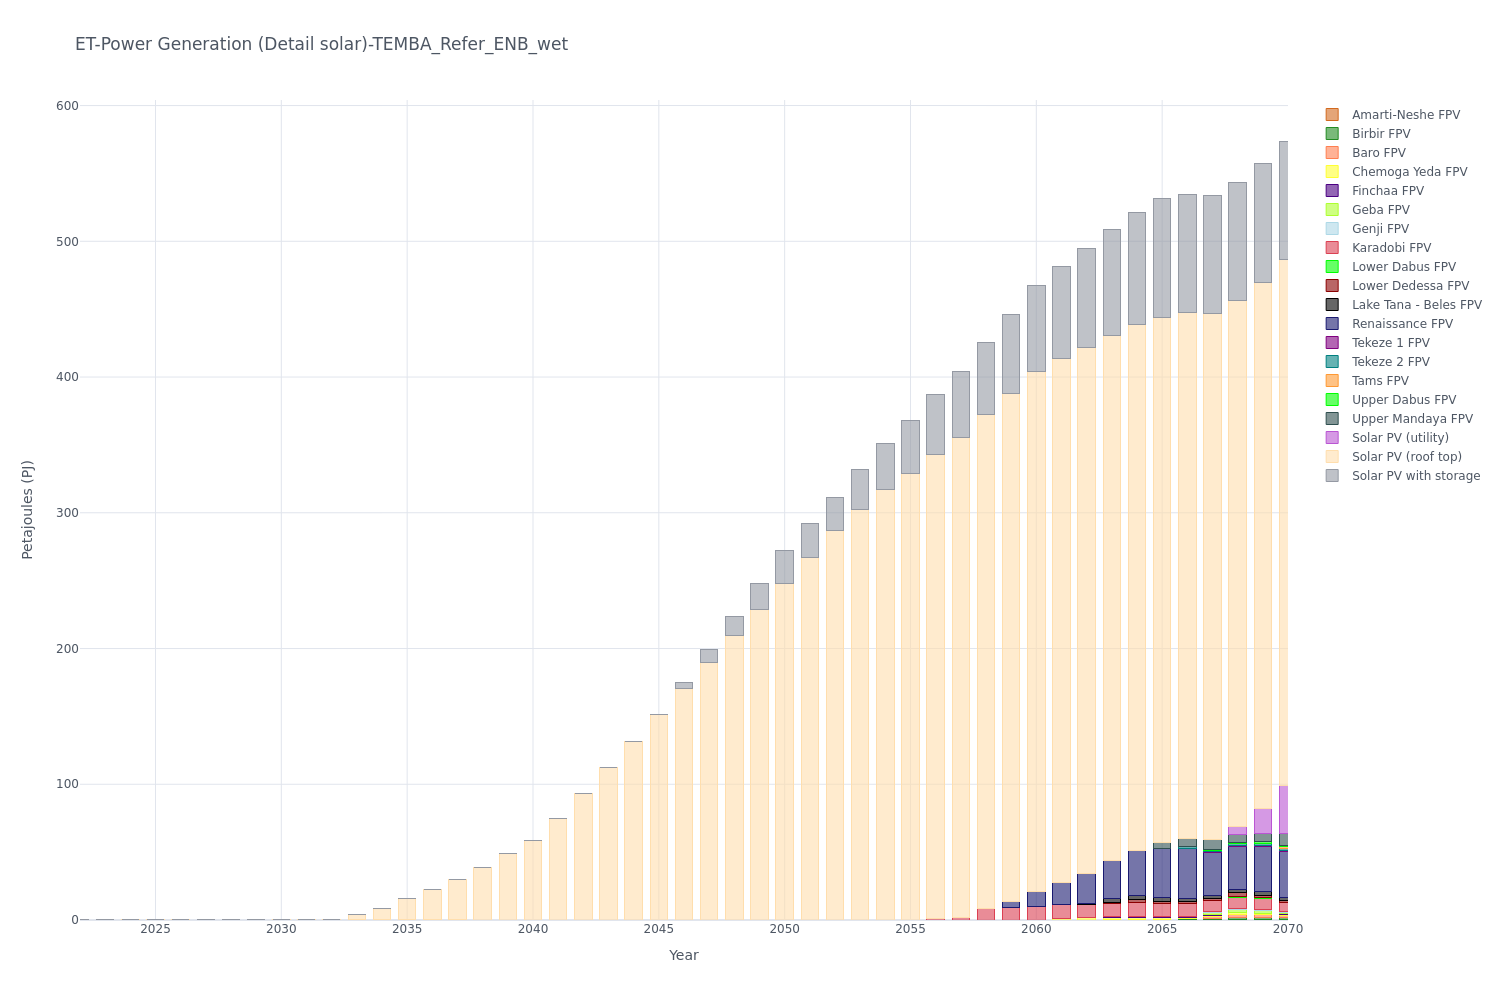 ET-Power Generation (Detail solar)-TEMBA_Refer_ENB_wet
Petajoules (PJ)
600
500
400
300
200
100
0
2025
2030
2035
2040
2045
2050
2055
2060
2065
2070
Year
Amarti-Neshe FPV
Birbir FPV
Baro FPV
Chemoga Yeda FPV
Finchaa FPV
Geba FPV
Genji FPV
Karadobi FPV
Lower Dabus FPV
Lower Dedessa FPV
Lake Tana - Beles FPV
Renaissance FPV
Tekeze 1 FPV
Tekeze 2 FPV
Tams FPV
Upper Dabus FPV
Upper Mandaya FPV
Solar PV (utility)
Solar PV (roof top)
Solar PV with storage